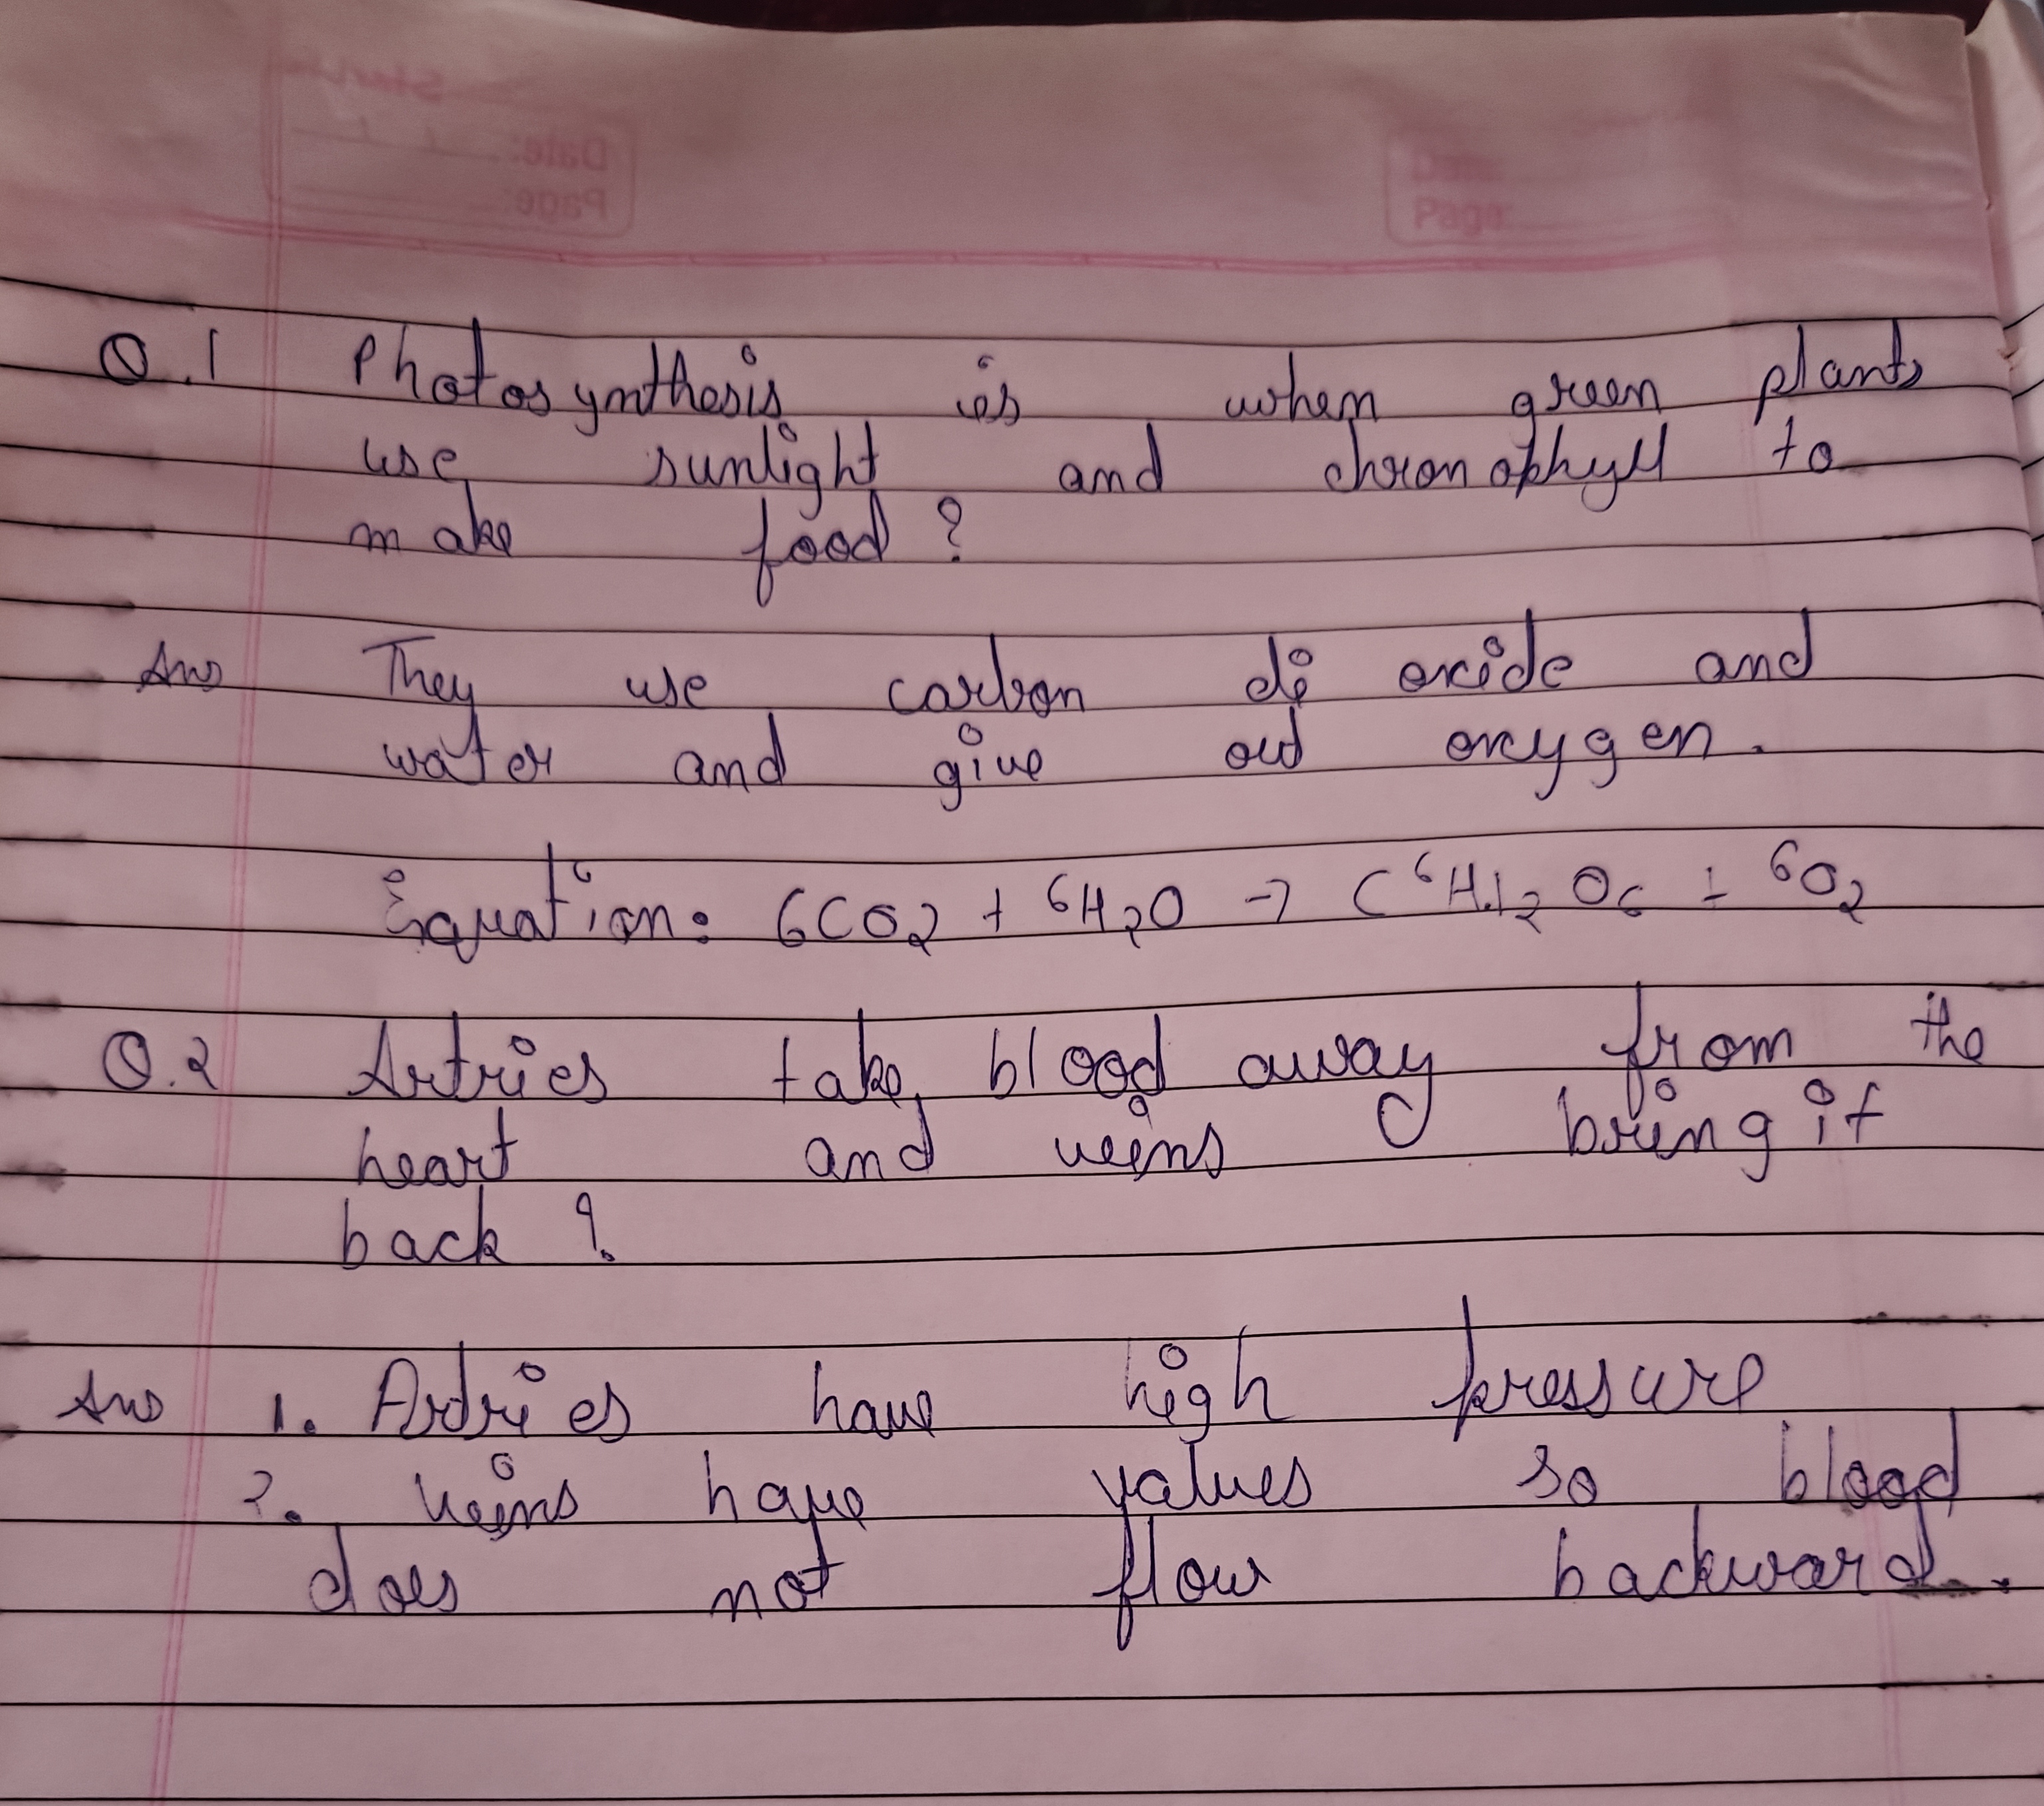 Q.1 Photosynthesis is when green plants
use sunlight and chronophyll to
make food ?
Ans They use carbon di oxide and
water and give out oxygen.
Equation: 6CO2 + 6H2O → C6H12O6 + 6O2
Q.2 Artries take blood away from the
heart and veins bring it
back ?
Ans 1. Artries have high pressure
2. Veins have values so blood
does not flow backward.
Date:
Page:
Date:
Page: